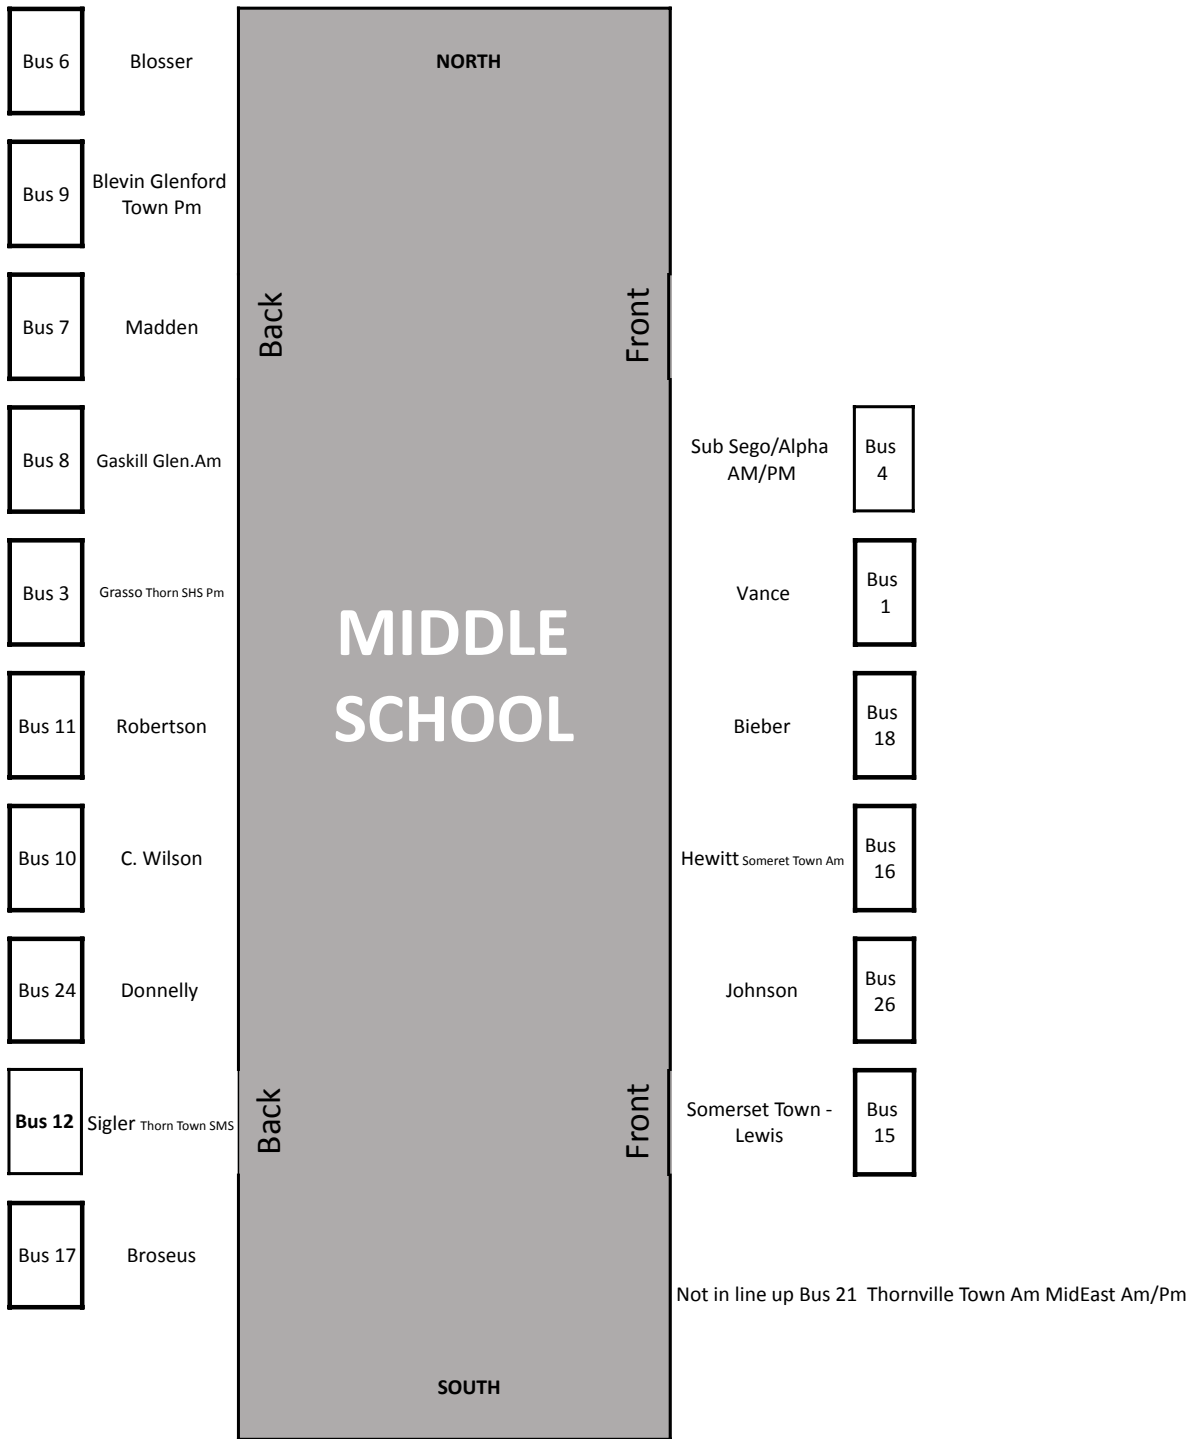 Bus 6
Blosser
NORTH
Bus 9
Blevin Glenford
Town Pm
Bus 7
Madden
Back
Front
Bus 8
Gaskill Glen.Am
Sub Sego/Alpha
AM/PM
Bus
4
Bus 3
Grasso Thorn SHS Pm
MIDDLE
SCHOOL
Vance
Bus
1
Bus 11
Robertson
Bieber
Bus
18
Bus 10
C. Wilson
Hewitt Someret Town Am
Bus
16
Bus 24
Donnelly
Johnson
Bus
26
Bus 12
Sigler Thorn Town SMS
Back
Front
Somerset Town -
Lewis
Bus
15
Bus 17
Broseus
Not in line up Bus 21 Thornville Town Am MidEast Am/Pm
SOUTH